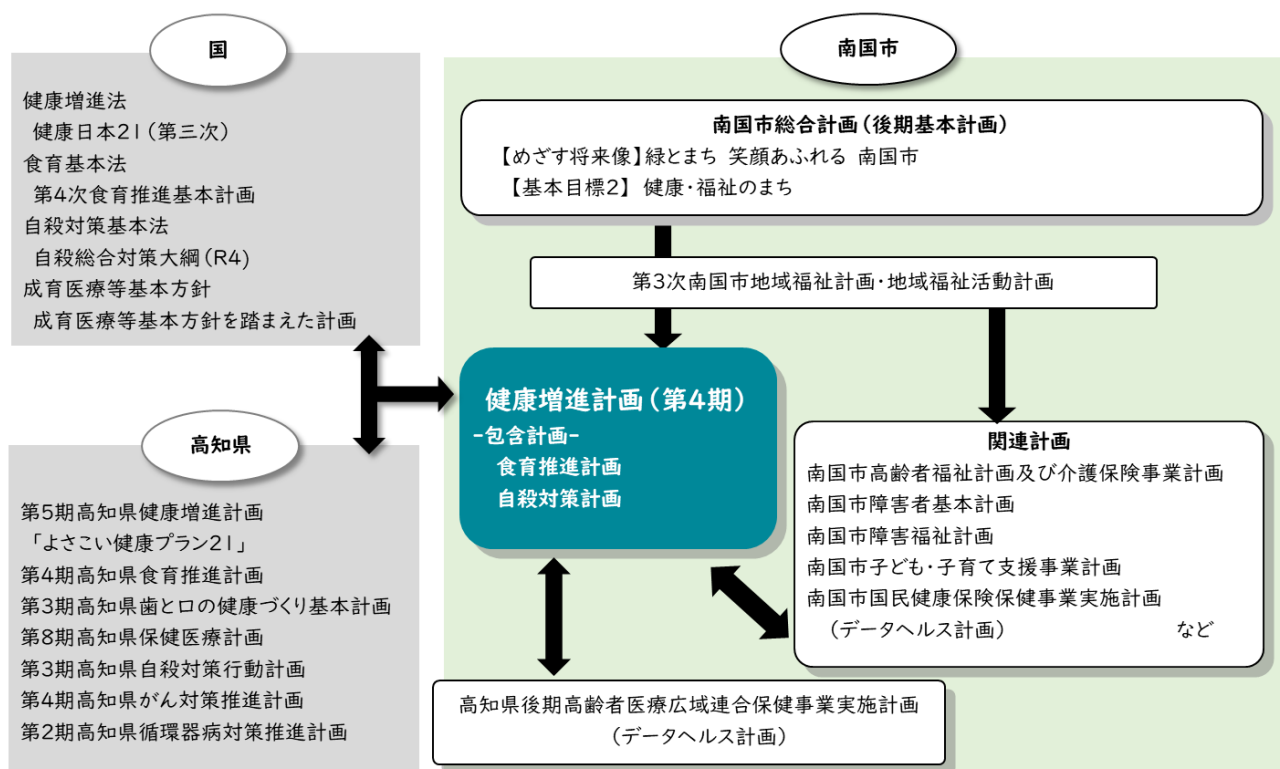 国
健康増進法
健康日本21(第三次)
食育基本法
第4次食育推進基本計画
自殺対策基本法
自殺総合対策大綱(R4)
成育医療等基本方針
成育医療等基本方針を踏まえた計画
高知県
第5期高知県健康増進計画
「よさこい健康プラン21」
第4期高知県食育推進計画
第3期高知県歯と口の健康づくり基本計画
第8期高知県保健医療計画
第3期高知県自殺対策行動計画
第4期高知県がん対策推進計画
第2期高知県循環器病対策推進計画
南国市
南国市総合計画(後期基本計画)
【めざす将来像】緑とまち 笑顔あふれる 南国市
【基本目標2】 健康・福祉のまち
第3次南国市地域福祉計画・地域福祉活動計画
健康増進計画(第4期)
-包含計画-
食育推進計画
自殺対策計画
関連計画
南国市高齢者福祉計画及び介護保険事業計画
南国市障害者基本計画
南国市障害福祉計画
南国市子ども・子育て支援事業計画
南国市国民健康保険保健事業実施計画
(データヘルス計画) など
高知県後期高齢者医療広域連合保健事業実施計画
(データヘルス計画)